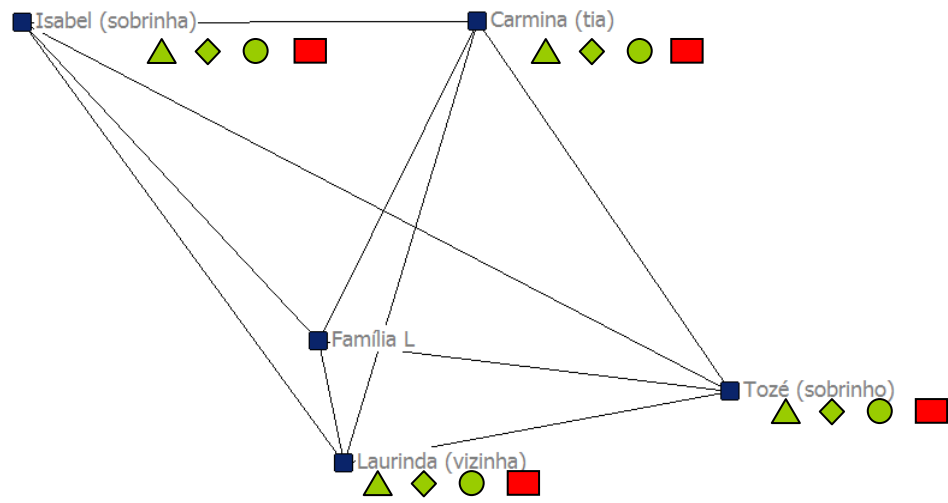 Isabel (sobrinha)
Carmina (tia)
Família L
Tozé (sobrinho)
Laurinda (vizinha)